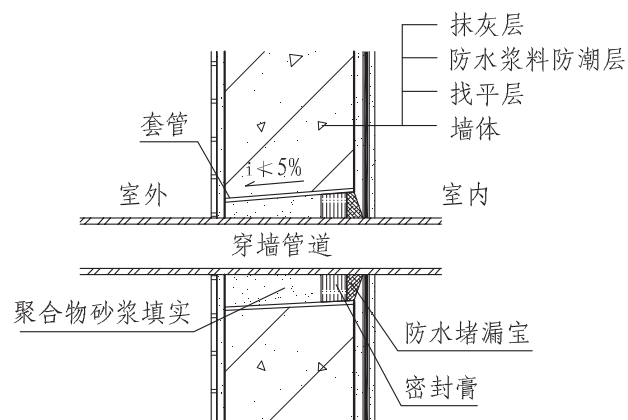 抹灰层
防水浆料防潮层
找平层
墙体
套管
i≮5%
室外
室内
穿墙管道
聚合物砂浆填实
防水堵漏宝
密封膏